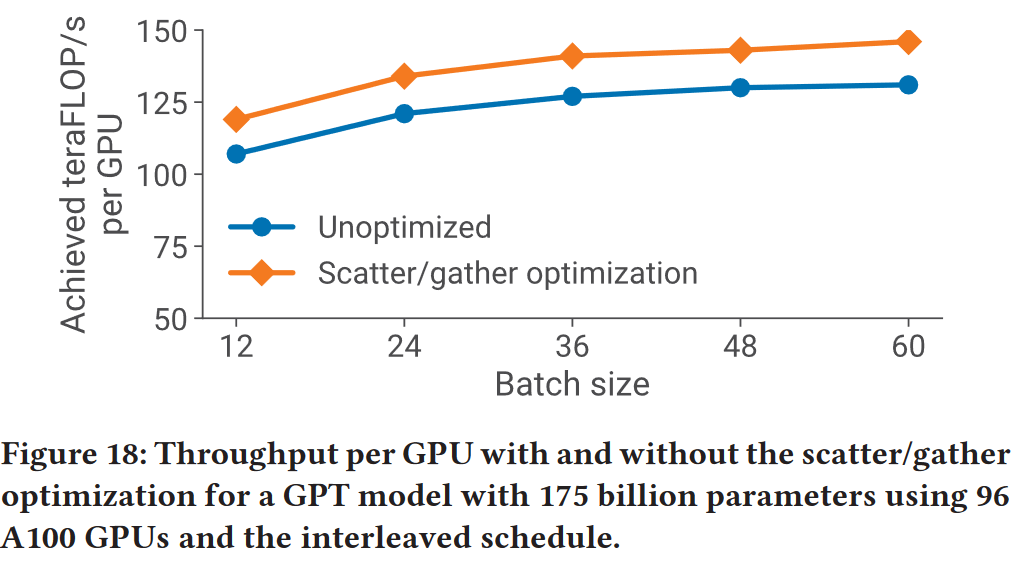 Achieved teraFLOP/s
per GPU
150
125
100
75
50
Unoptimized
Scatter/gather optimization
12 24 36 48 60
Batch size
Figure 18: Throughput per GPU with and without the scatter/gather
optimization for a GPT model with 175 billion parameters using 96
A100 GPUs and the interleaved schedule.